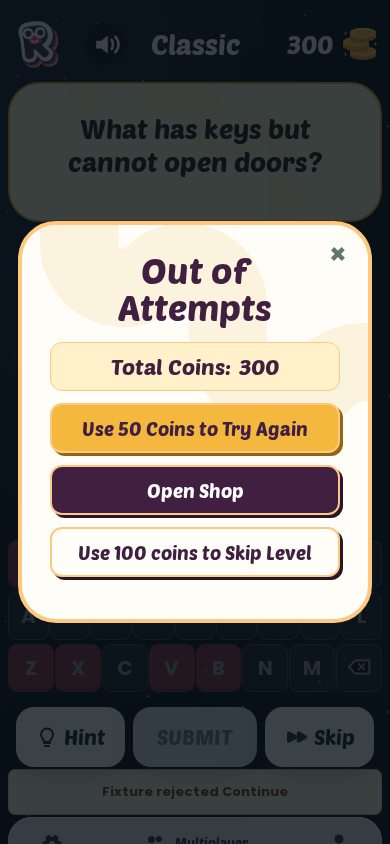 Classic
300
What has keys but
cannot open doors?
Out of
Attempts
Total Coins: 300
Use 50 Coins to Try Again
Open Shop
Use 100 coins to Skip Level
A
L
Z X C V B N M
Hint
SUBMIT
Skip
Fixture rejected Continue
Multiplayer